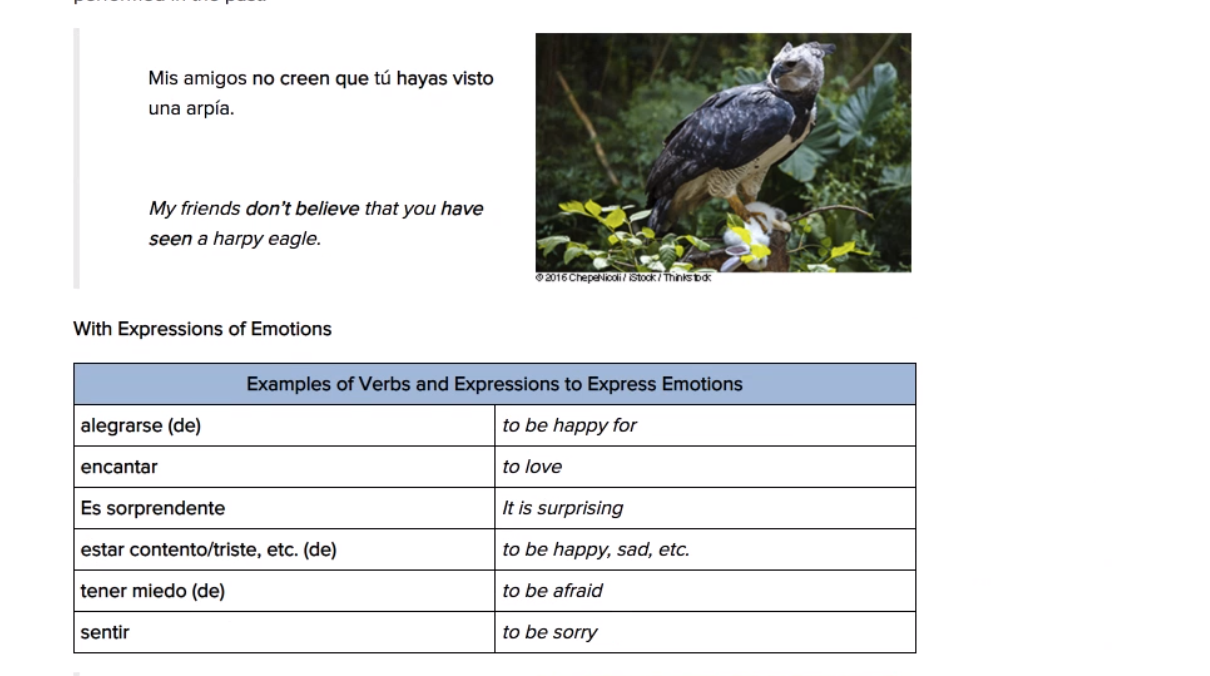 Mis amigos no creen que tú hayas visto
una arpía.
My friends don't believe that you have
seen a harpy eagle.
© 2016 ChepeNicoli / iStock / Thinkstock
With Expressions of Emotions
Examples of Verbs and Expressions to Express Emotions
alegrarse (de) to be happy for
encantar to love
Es sorprendente It is surprising
estar contento/triste, etc. (de) to be happy, sad, etc.
tener miedo (de) to be afraid
sentir to be sorry